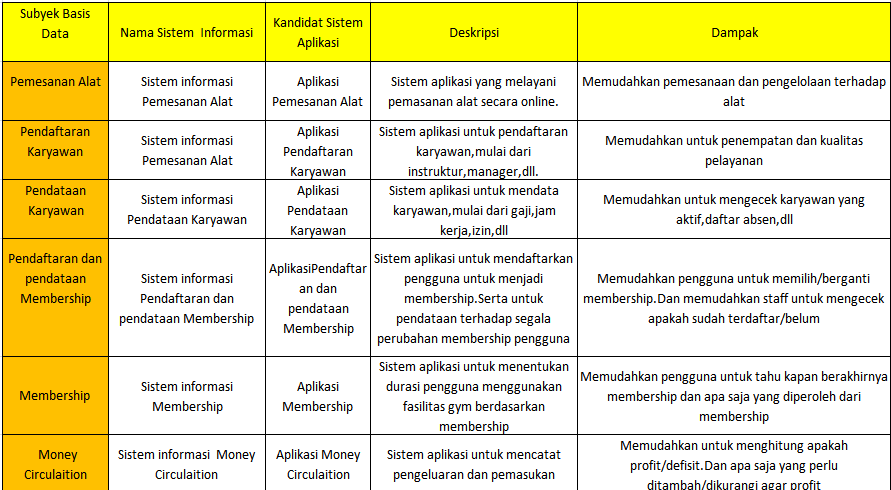 Subyek Basis
Data
Nama Sistem  Informasi
Kandidat Sistem
Aplikasi
Deskripsi
Dampak
Pemesanan Alat
Sistem informasi
Pemesanan Alat
Aplikasi
Pemesanan Alat
Sistem aplikasi yang melayani
pemasanan alat secara online.
Memudahkan pemesanaan dan pengelolaan terhadap
alat
Pendaftaran
Karyawan
Sistem informasi
Pemesanan Alat
Aplikasi
Pendaftaran
Karyawan
Sistem aplikasi untuk pendaftaran
karyawan,mulai dari
instruktur,manager,dll.
Memudahkan untuk penempatan dan kualitas
pelayanan
Pendataan
Karyawan
Sistem informasi
Pendataan Karyawan
Aplikasi
Pendataan
Karyawan
Sistem aplikasi untuk mendata
karyawan,mulai dari gaji,jam
kerja,izin,dll
Memudahkan untuk mengecek karyawan yang
aktif,daftar absen,dll
Pendaftaran dan
pendataan
Membership
Sistem informasi
Pendaftaran dan
pendataan Membership
AplikasiPendaftar
an dan
pendataan
Membership
Sistem aplikasi untuk mendaftarkan
pengguna untuk menjadi
membership.Serta untuk
pendataan terhadap segala
perubahan membership pengguna
Memudahkan pengguna untuk memilih/berganti
membership.Dan memudahkan staff untuk mengecek
apakah sudah terdaftar/belum
Membership
Sistem informasi
Membership
Aplikasi
Membership
Sistem aplikasi untuk menentukan
durasi pengguna menggunakan
fasilitas gym berdasarkan
membership
Memudahkan pengguna untuk tahu kapan berakhirnya
membership dan apa saja yang diperoleh dari
membership
Money
Circulaition
Sistem informasi  Money
Circulaition
Aplikasi Money
Circulaition
Sistem aplikasi untuk mencatat
pengeluaran dan pemasukan
Memudahkan untuk menghitung apakah
profit/defisit.Dan apa saja yang perlu
ditambah/dikurangi agar profit